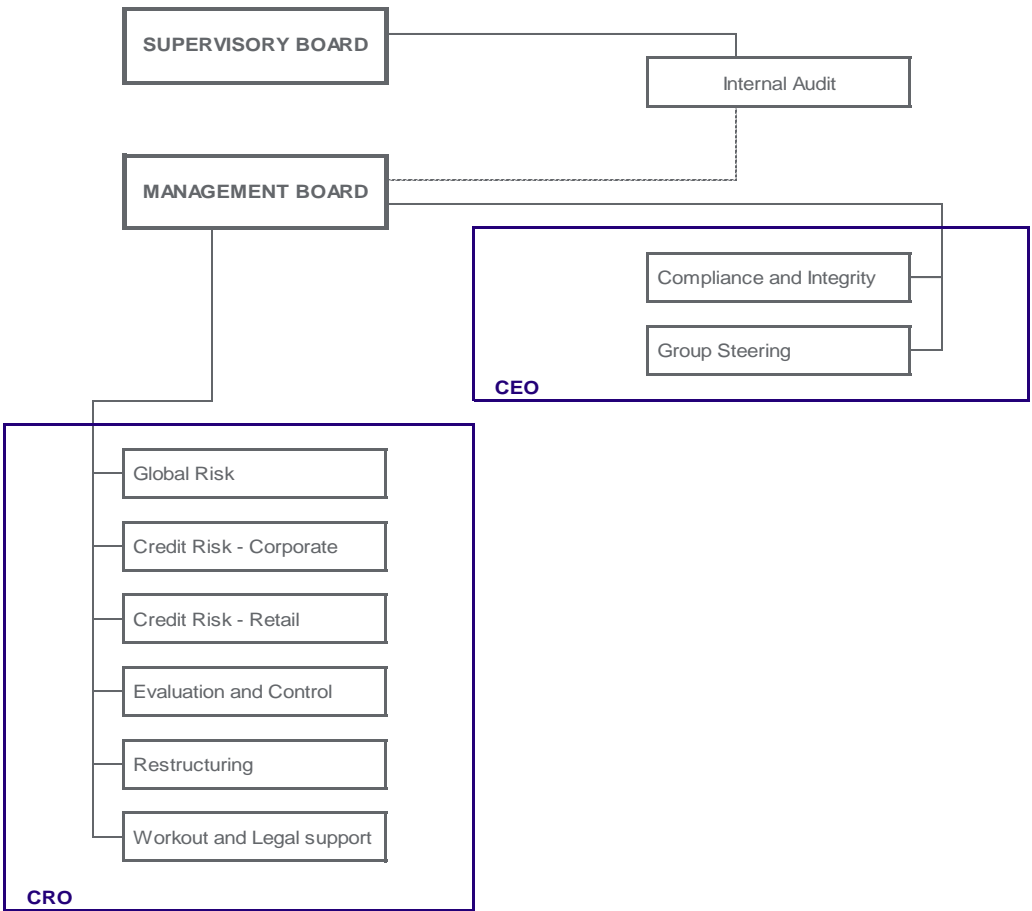 SUPERVISORY BOARD
Internal Audit
MANAGEMENT BOARD
Compliance and Integrity
Group Steering
CEO
Global Risk
Credit Risk - Corporate
Credit Risk - Retail
Evaluation and Control
Restructuring
Workout and Legal support
CRO